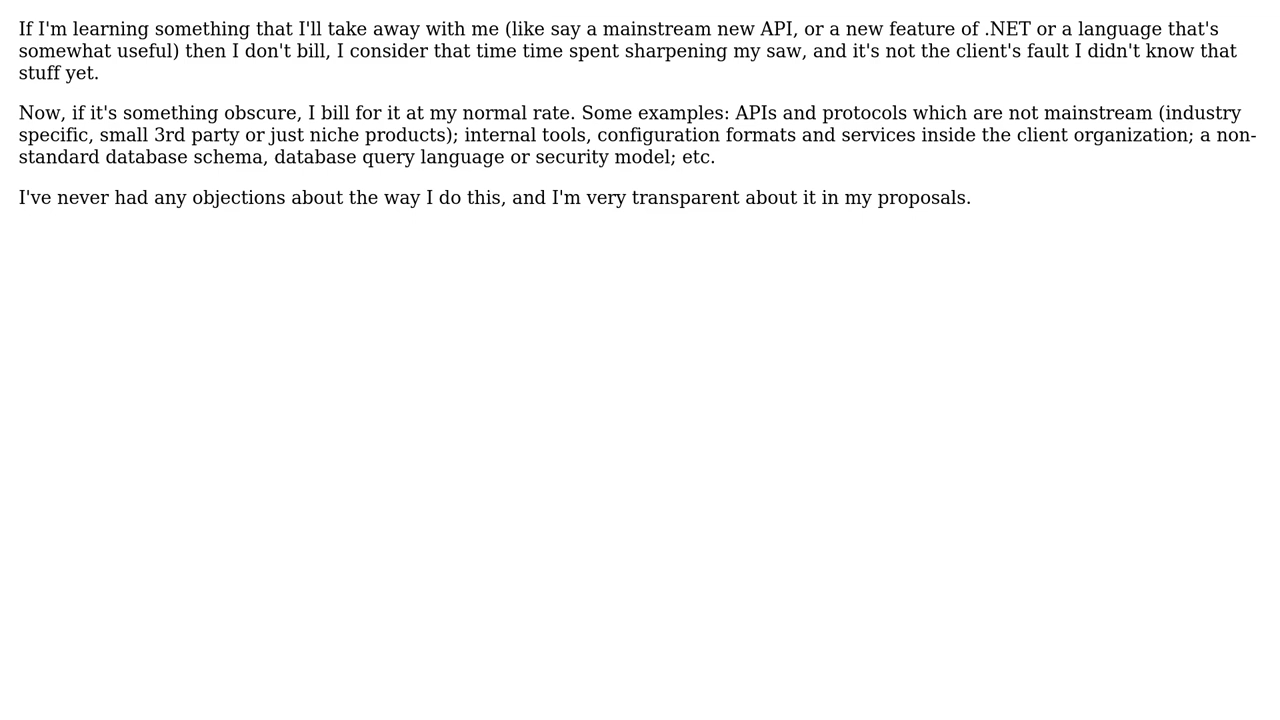 If I'm learning something that I'll take away with me (like say a mainstream new API, or a new feature of .NET or a language that's
somewhat useful) then I don't bill, I consider that time time spent sharpening my saw, and it's not the client's fault I didn't know that
stuff yet.
Now, if it's something obscure, I bill for it at my normal rate. Some examples: APIs and protocols which are not mainstream (industry
specific, small 3rd party or just niche products); internal tools, configuration formats and services inside the client organization; a non-
standard database schema, database query language or security model; etc.
I've never had any objections about the way I do this, and I'm very transparent about it in my proposals.